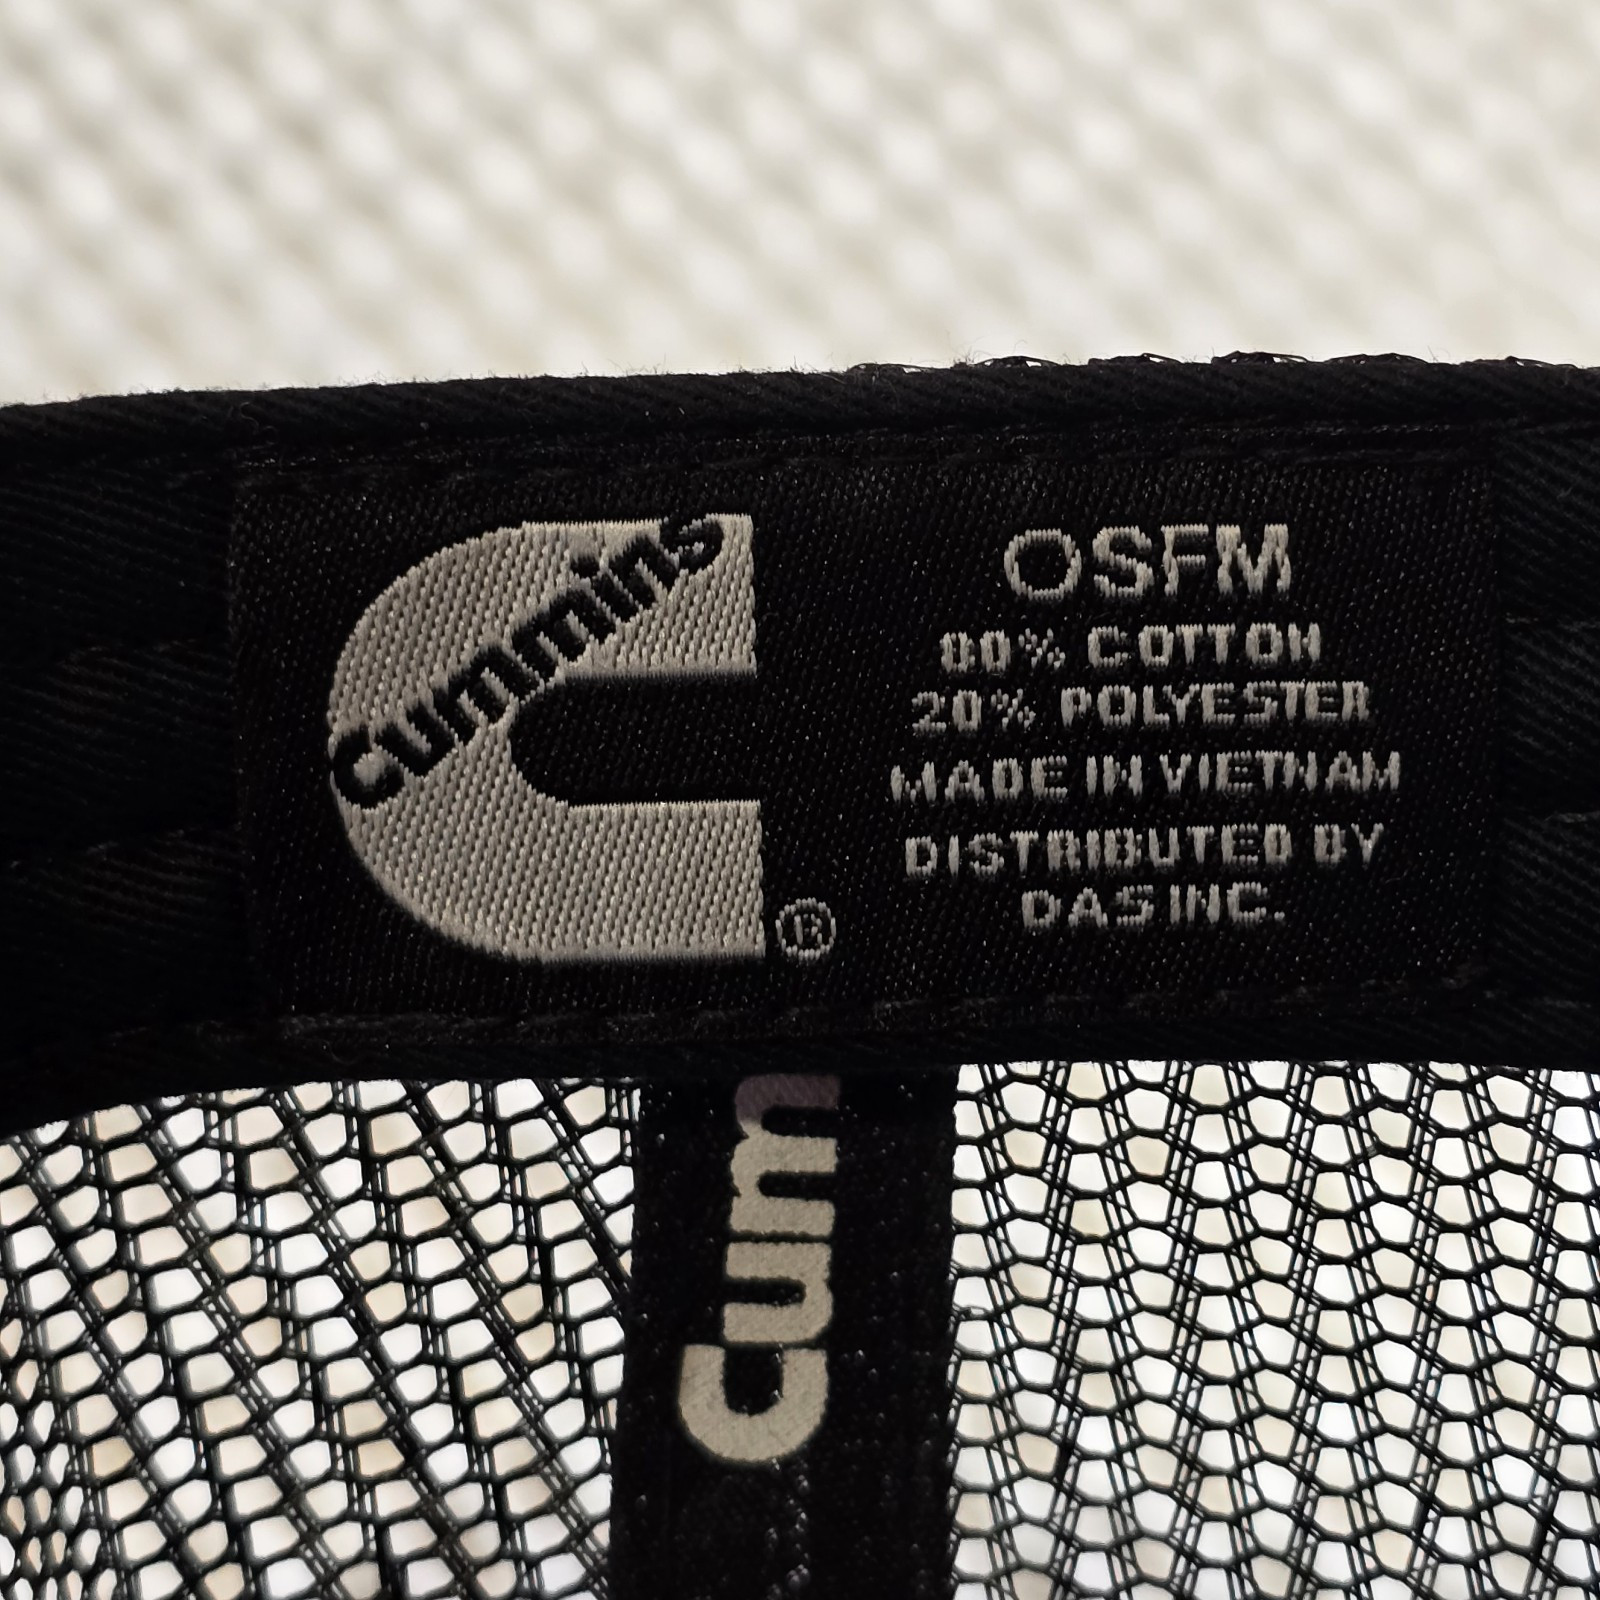 Cummins
®
OSFM
80% COTTON
20% POLYESTER
MADE IN VIETNAM
DISTRIBUTED BY
DAS INC.
Cum